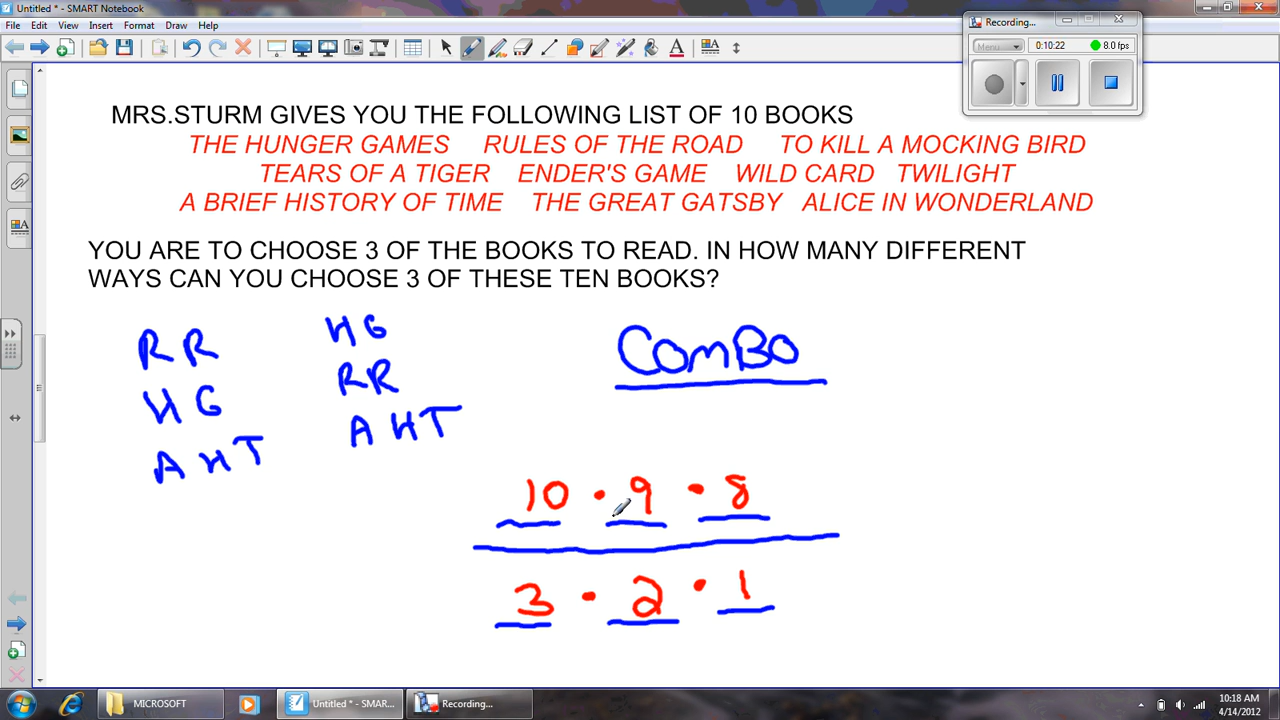 Untitled * - SMART Notebook
File Edit View Insert Format Tools Add-ons Draw Help
Recording...
Menu 0:10:22 8.0 fps
MRS.STURM GIVES YOU THE FOLLOWING LIST OF 10 BOOKS
THE HUNGER GAMES RULES OF THE ROAD TO KILL A MOCKING BIRD
TEARS OF A TIGER ENDER'S GAME WILD CARD TWILIGHT
A BRIEF HISTORY OF TIME THE GREAT GATSBY ALICE IN WONDERLAND
YOU ARE TO CHOOSE 3 OF THE BOOKS TO READ. IN HOW MANY DIFFERENT
WAYS CAN YOU CHOOSE 3 OF THESE TEN BOOKS?
RR HG ComBO
HG RR
AHT AHT
10 · 9 · 8
3 · 2 · 1
MICROSOFT Untitled * - SMAR... Recording... 10:18 AM
4/14/2012